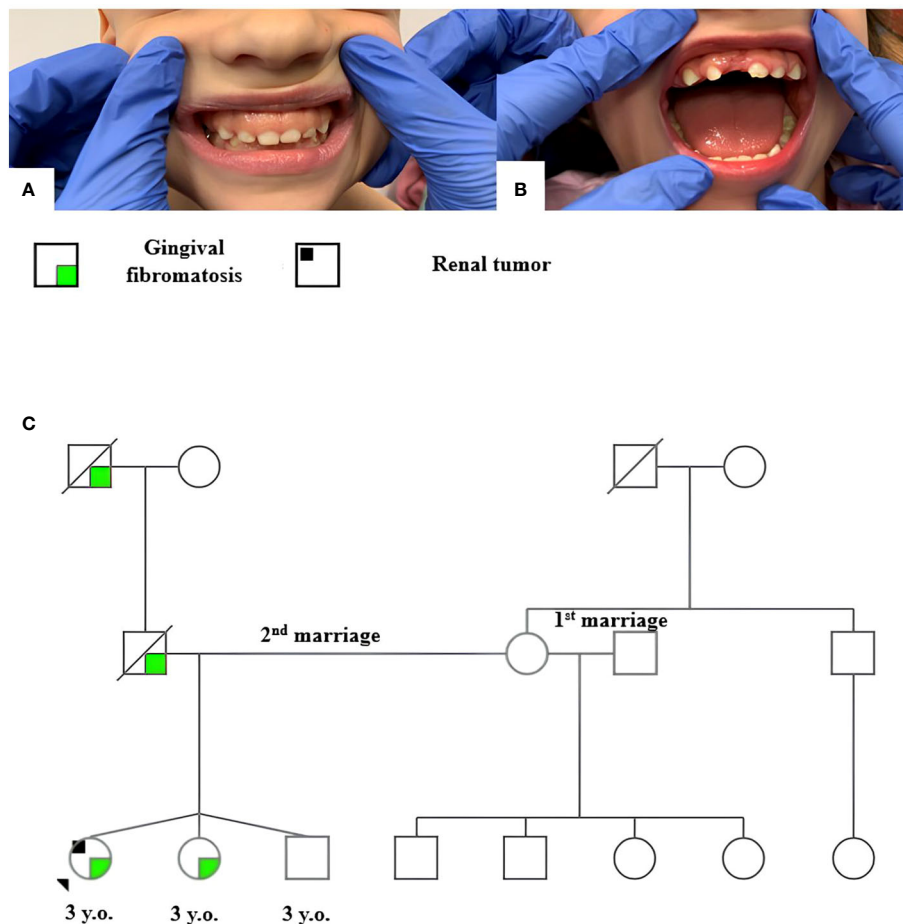 A
B
Gingival
fibromatosis
Renal tumor
C
2nd marriage
1st marriage
3 y.o.
3 y.o.
3 y.o.